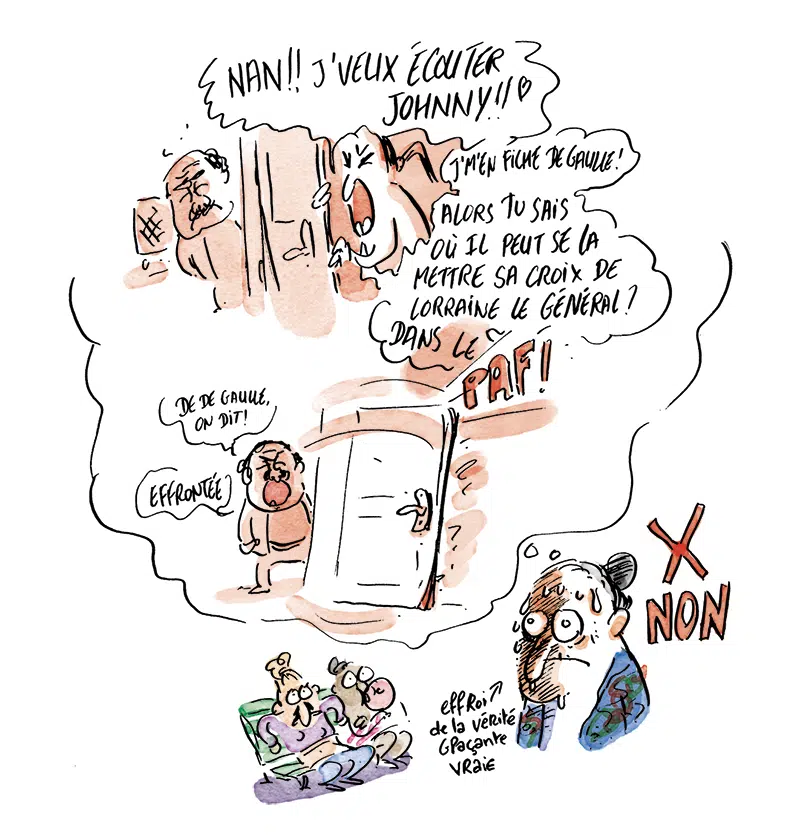 NAN!! J'VEUX ÉCOUTER
JOHNNY!!
J'M'EN FICHE DE GAULLE!
ALORS TU SAIS
OÙ IL PEUT SE LA
METTRE SA CROIX DE
LORRAINE LE GÉNÉRAL?
DANS LE
PAF!
DE DE GAULLE,
ON DIT!
EFFRONTÉE
X
NON
effRoi
de la véRité
GlaÇante
VRaie